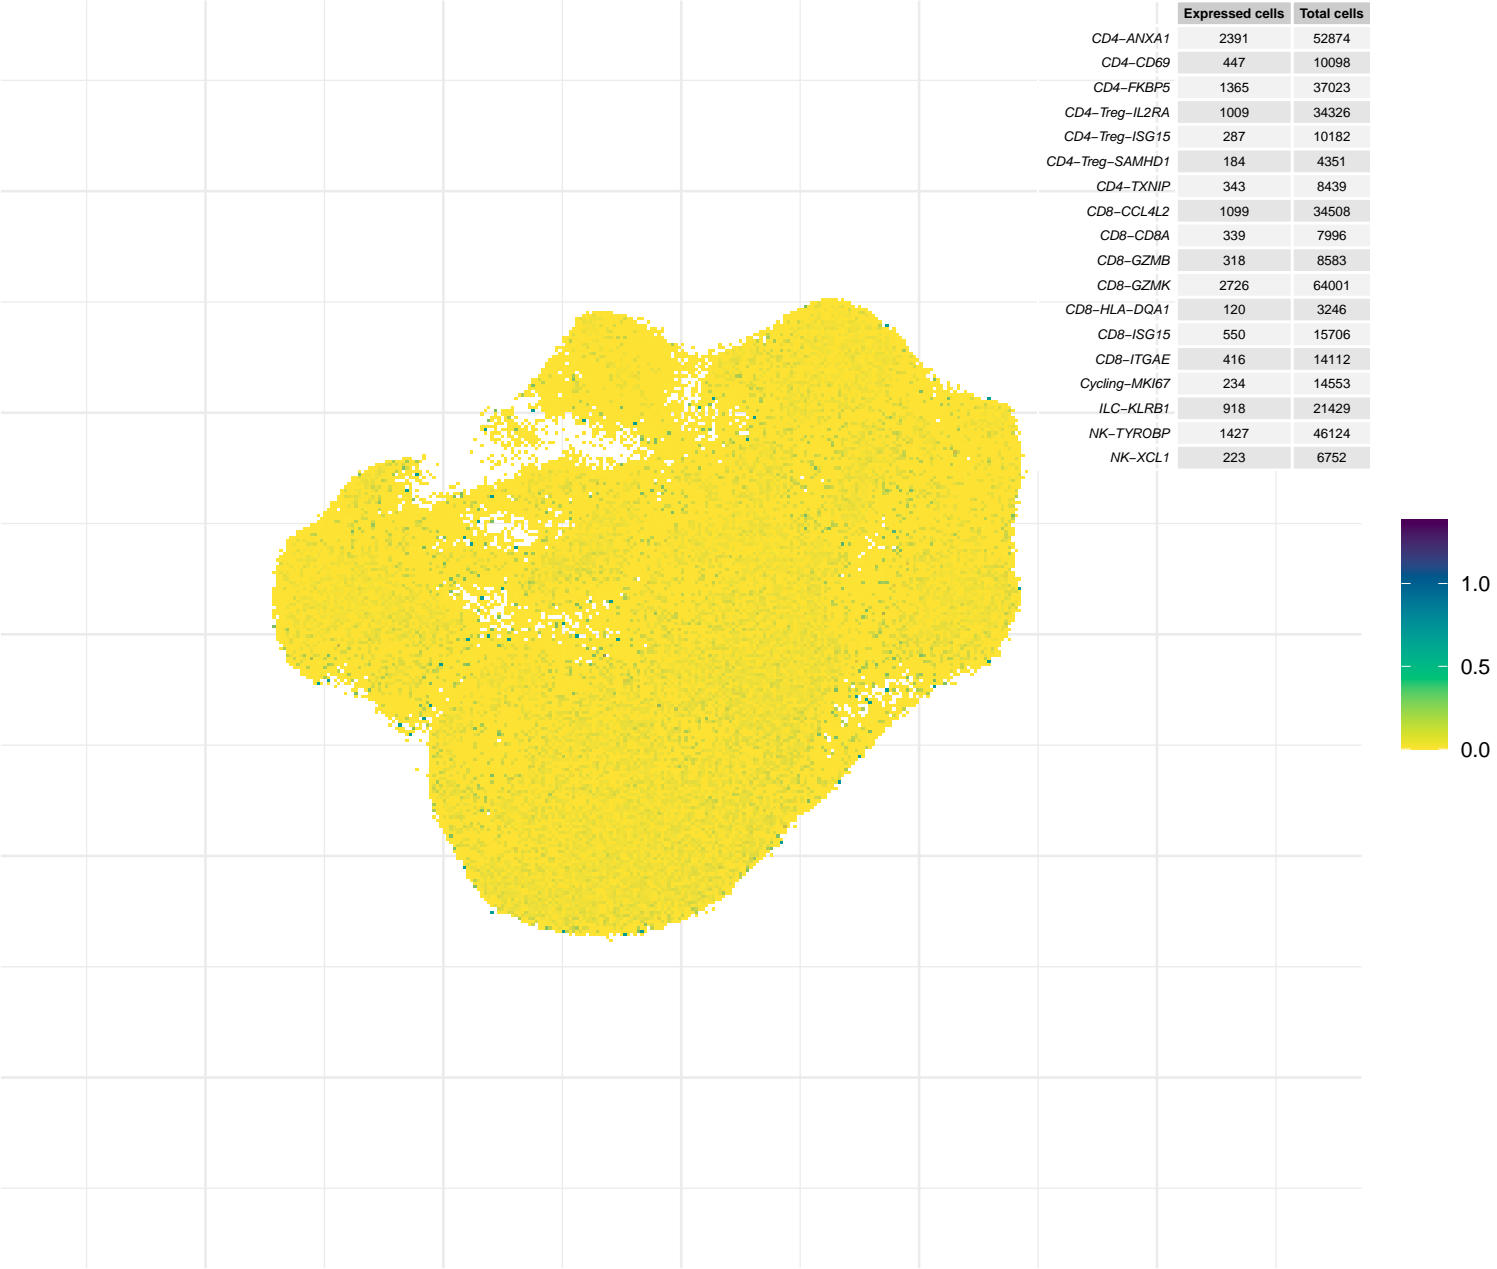 Expressed cells Total cells
CD4−ANXA1 2391 52874
CD4−CD69 447 10098
CD4−FKBP5 1365 37023
CD4−Treg−IL2RA 1009 34326
CD4−Treg−ISG15 287 10182
CD4−Treg−SAMHD1 184 4351
CD4−TXNIP 343 8439
CD8−CCL4L2 1099 34508
CD8−CD8A 339 7996
CD8−GZMB 318 8583
CD8−GZMK 2726 64001
CD8−HLA−DQA1 120 3246
CD8−ISG15 550 15706
CD8−ITGAE 416 14112
Cycling−MKI67 234 14553
ILC−KLRB1 918 21429
NK−TYROBP 1427 46124
NK−XCL1 223 6752
1.0
0.5
0.0